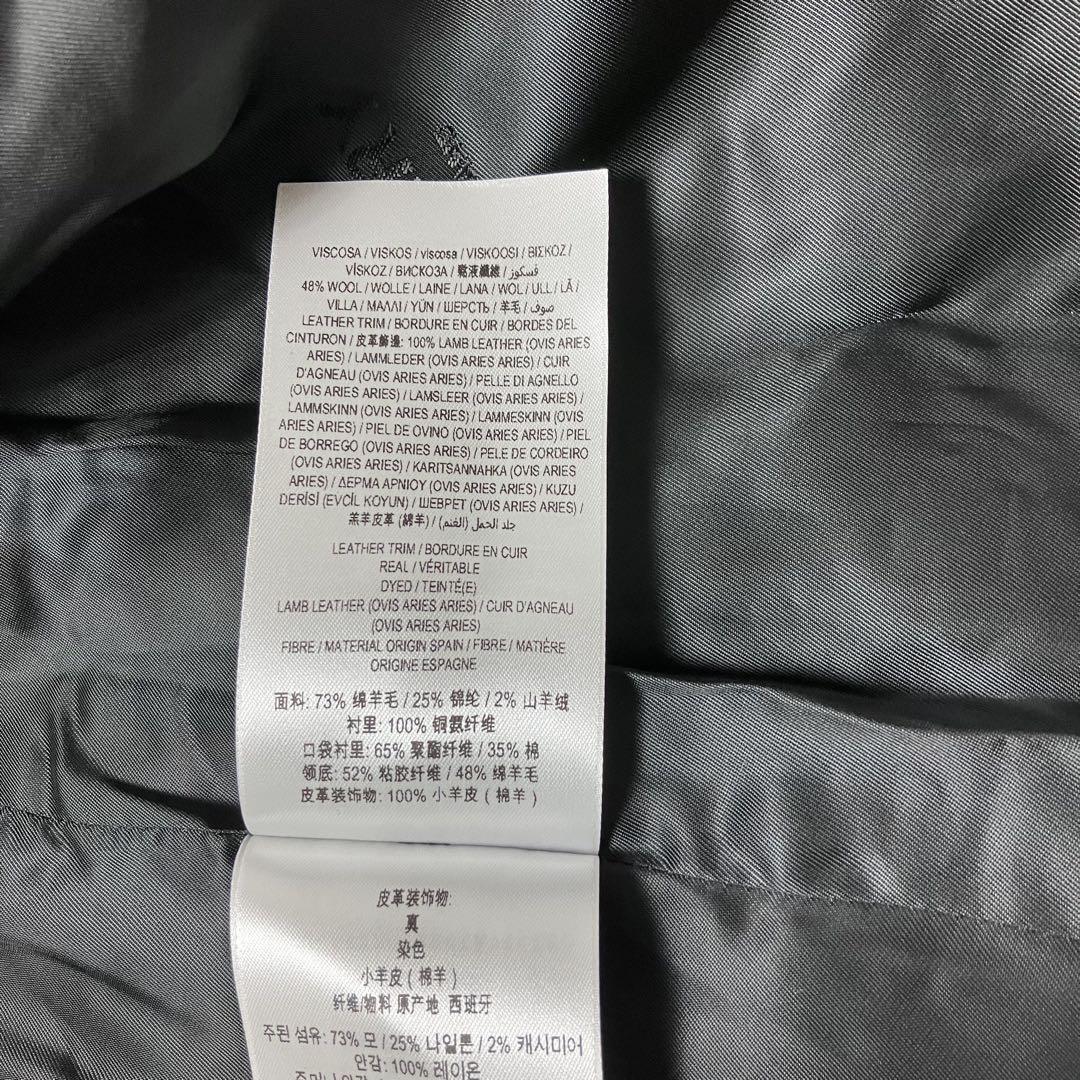 VISCOSA / VISKOS / viscosa / VISKOOSI / ΒΙΣΚΟΖ /
VİSKOZ / ВИСКОЗА / 黏液纖維 / فسكوز /
48% WOOL / WOLLE / LAINE / LANA / WOL / ULL / LÃ /
VILLA / ΜΑΛΛΙ / YÜN / ШЕРСТЬ / 羊毛 / صوف /
LEATHER TRIM / BORDURE EN CUIR / BORDES DEL
CINTURON / 皮革飾邊: 100% LAMB LEATHER (OVIS ARIES
ARIES) / LAMMLEDER (OVIS ARIES ARIES) / CUIR
D'AGNEAU (OVIS ARIES ARIES) / PELLE DI AGNELLO
(OVIS ARIES ARIES) / LAMSLEER (OVIS ARIES ARIES) /
LAMMSKINN (OVIS ARIES ARIES) / LAMMESKINN (OVIS
ARIES ARIES) / PIEL DE OVINO (OVIS ARIES ARIES) / PIEL
DE BORREGO (OVIS ARIES ARIES) / PELE DE CORDEIRO
(OVIS ARIES ARIES) / KARITSANNAHKA (OVIS ARIES
ARIES) / ΔΕΡΜΑ ΑΡΝΙΟΥ (OVIS ARIES ARIES) / KUZU
DERİSİ (EVCİL KOYUN) / ШЕВРЕТ (OVIS ARIES ARIES) /
羔羊皮革 (綿羊) / جلد الحمل (الغنم) /
LEATHER TRIM / BORDURE EN CUIR
REAL / VÉRITABLE
DYED / TEINTÉ(E)
LAMB LEATHER (OVIS ARIES ARIES) / CUIR D'AGNEAU
(OVIS ARIES ARIES)
FIBRE / MATERIAL ORIGIN SPAIN / FIBRE / MATIÈRE
ORIGINE ESPAGNE
面料: 73% 绵羊毛 / 25% 锦纶 / 2% 山羊绒
衬里: 100% 铜氨纤维
口袋衬里: 65% 聚酯纤维 / 35% 棉
领底: 52% 粘胶纤维 / 48% 绵羊毛
皮革装饰物: 100% 小羊皮 ( 棉羊 )
皮革装饰物:
真
染色
小羊皮 ( 棉羊 )
纤维/物料 原产地 西班牙
주된 섬유: 73% 모 / 25% 나일론 / 2% 캐시미어
안감: 100% 레이온